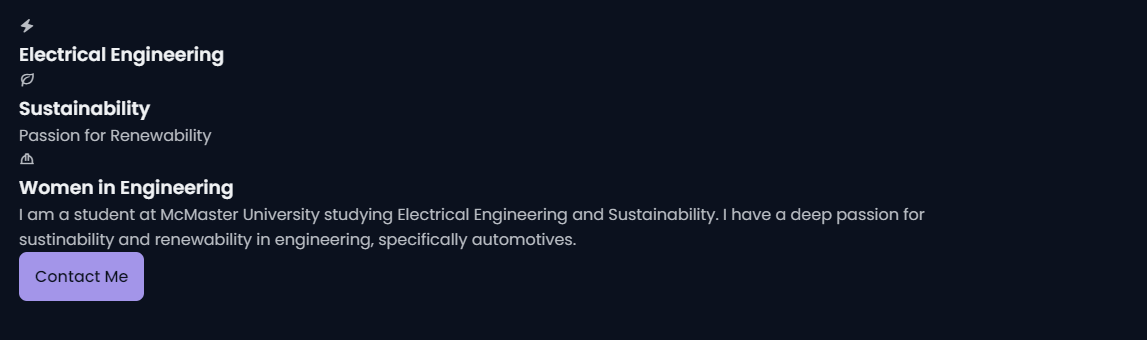 Electrical Engineering
Sustainability
Passion for Renewability
Women in Engineering
I am a student at McMaster University studying Electrical Engineering and Sustainability. I have a deep passion for
sustinability and renewability in engineering, specifically automotives.
Contact Me